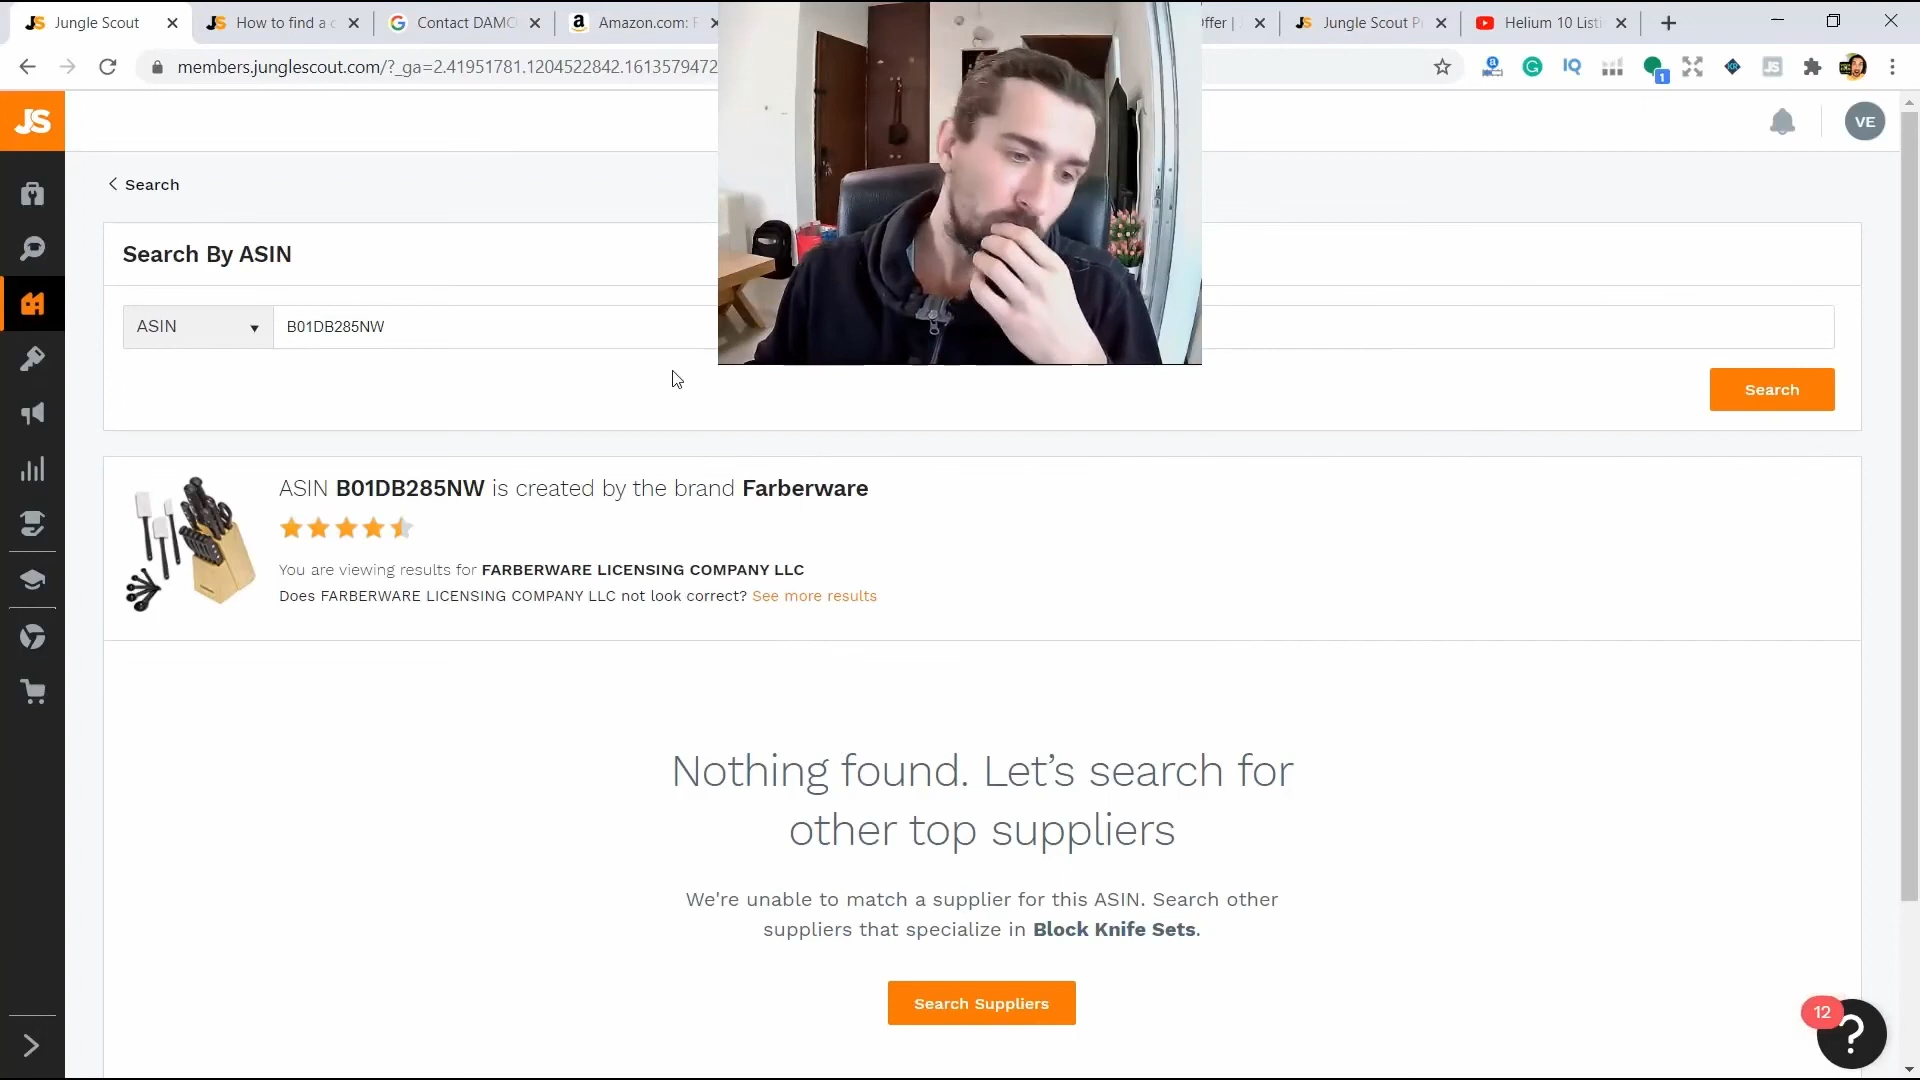 Jungle Scout
How to find a c
Contact DAMC
Amazon.com: F
Offer |
Jungle Scout P
Helium 10 Listi
members.junglescout.com/?_ga=2.41951781.1204522842.1613579472
IQ
1
JS
JS
VE
Search
Search By ASIN
ASIN
B01DB285NW
Search
ASIN B01DB285NW is created by the brand Farberware
You are viewing results for FARBERWARE LICENSING COMPANY LLC
Does FARBERWARE LICENSING COMPANY LLC not look correct? See more results
Nothing found. Let’s search for
other top suppliers
We're unable to match a supplier for this ASIN. Search other
suppliers that specialize in Block Knife Sets.
Search Suppliers
12
?